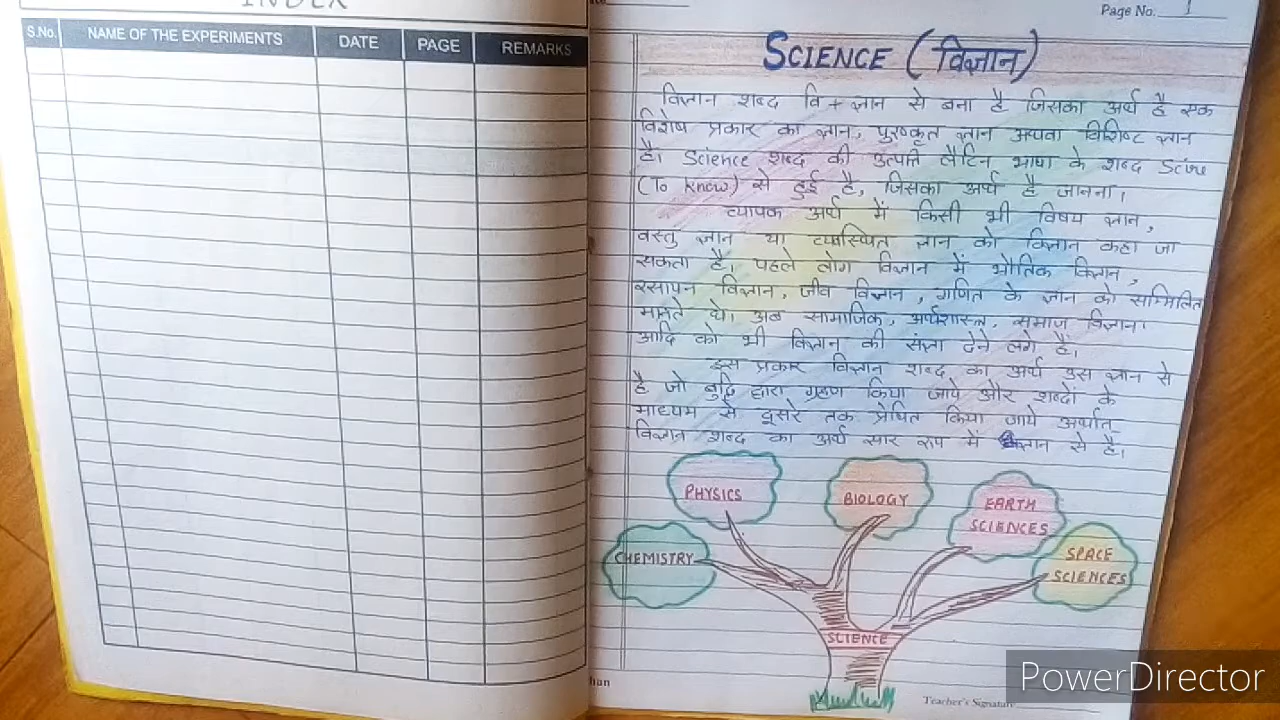 INDEX
S.No.
NAME OF THE EXPERIMENTS
DATE
PAGE
REMARKS
Page No. 1
SCIENCE (विज्ञान)
विज्ञान शब्द वि + ज्ञान से बना है जिसका अर्थ है एक
विशेष प्रकार का ज्ञान, पुरष्कृत ज्ञान अथवा विशिष्ट ज्ञान
है। Science शब्द की उत्पत्ति लैटिन भाषा के शब्द Scire
(To know) से हुई है, जिसका अर्थ है जानना।
व्यापक अर्थ में किसी भी विषय ज्ञान,
वस्तु ज्ञान या ज्ञान को विज्ञान कहा जा
सकता है। पहले लोग विज्ञान में भौतिक विज्ञान,
रसायन विज्ञान, जीव विज्ञान, गणित के ज्ञान को सम्मिलित
मानते थे। अब सामाजिक, अर्थशास्त्र, समाज विज्ञान।
आदि को भी विज्ञान की संज्ञा देने लगे हैं।
इस प्रकार विज्ञान शब्द का अर्थ उस ज्ञान से
है जो बुद्धि द्वारा ग्रहण किया जाये और शब्दों के
माध्यम से दूसरे तक प्रेषित किया जाये अर्थात
विज्ञान शब्द का अर्थ सार रूप में ज्ञान से है।
PHYSICS
BIOLOGY
EARTH
SCIENCES
CHEMISTRY
SPACE
SCIENCES
SCIENCE
Teacher's Signature
PowerDirector